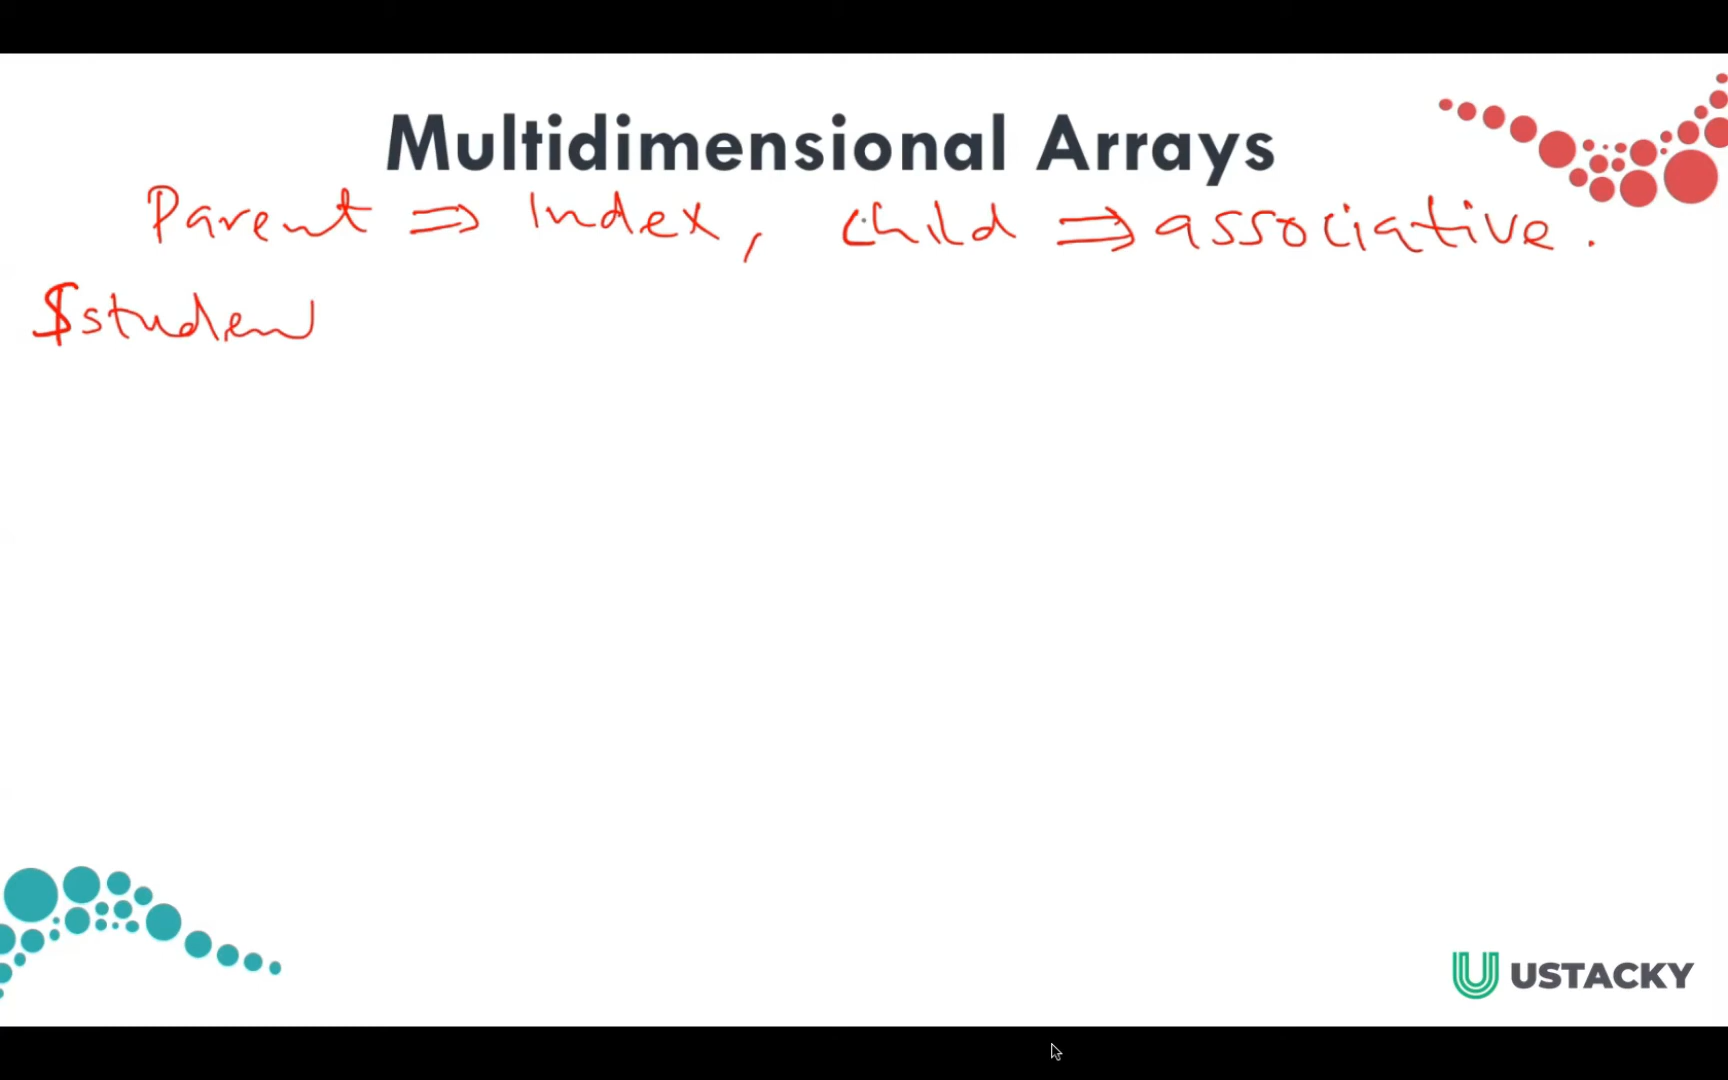 Multidimensional Arrays
Parent ⇒ Index, child ⇒ associative.
$studen
USTACKY